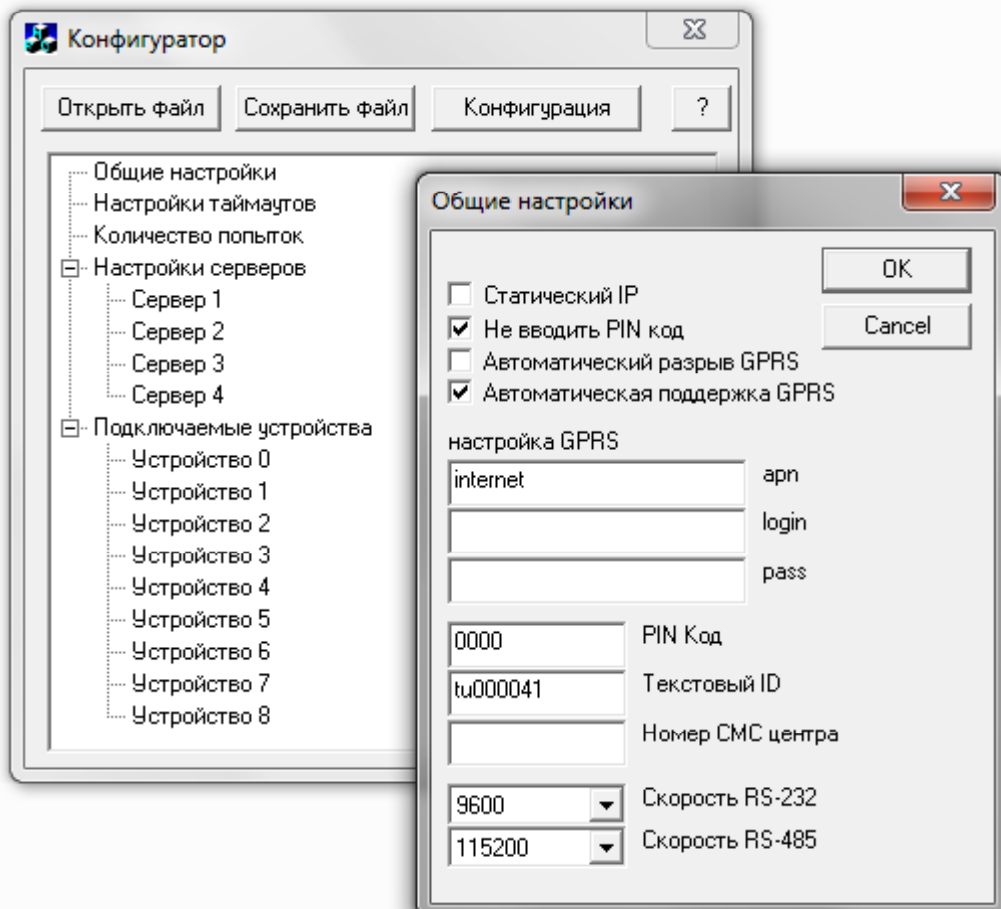 Конфигуратор
Открыть файл Сохранить файл Конфигурация ?
Общие настройки
Настройки таймаутов
Количество попыток
Настройки серверов
Сервер 1
Сервер 2
Сервер 3
Сервер 4
Подключаемые устройства
Устройство 0
Устройство 1
Устройство 2
Устройство 3
Устройство 4
Устройство 5
Устройство 6
Устройство 7
Устройство 8
Общие настройки
OK
Cancel
Статический IP
Не вводить PIN код
Автоматический разрыв GPRS
Автоматическая поддержка GPRS
настройка GPRS
internet apn
login
pass
0000 PIN Код
tu000041 Текстовый ID
Номер СМС центра
9600 Скорость RS-232
115200 Скорость RS-485